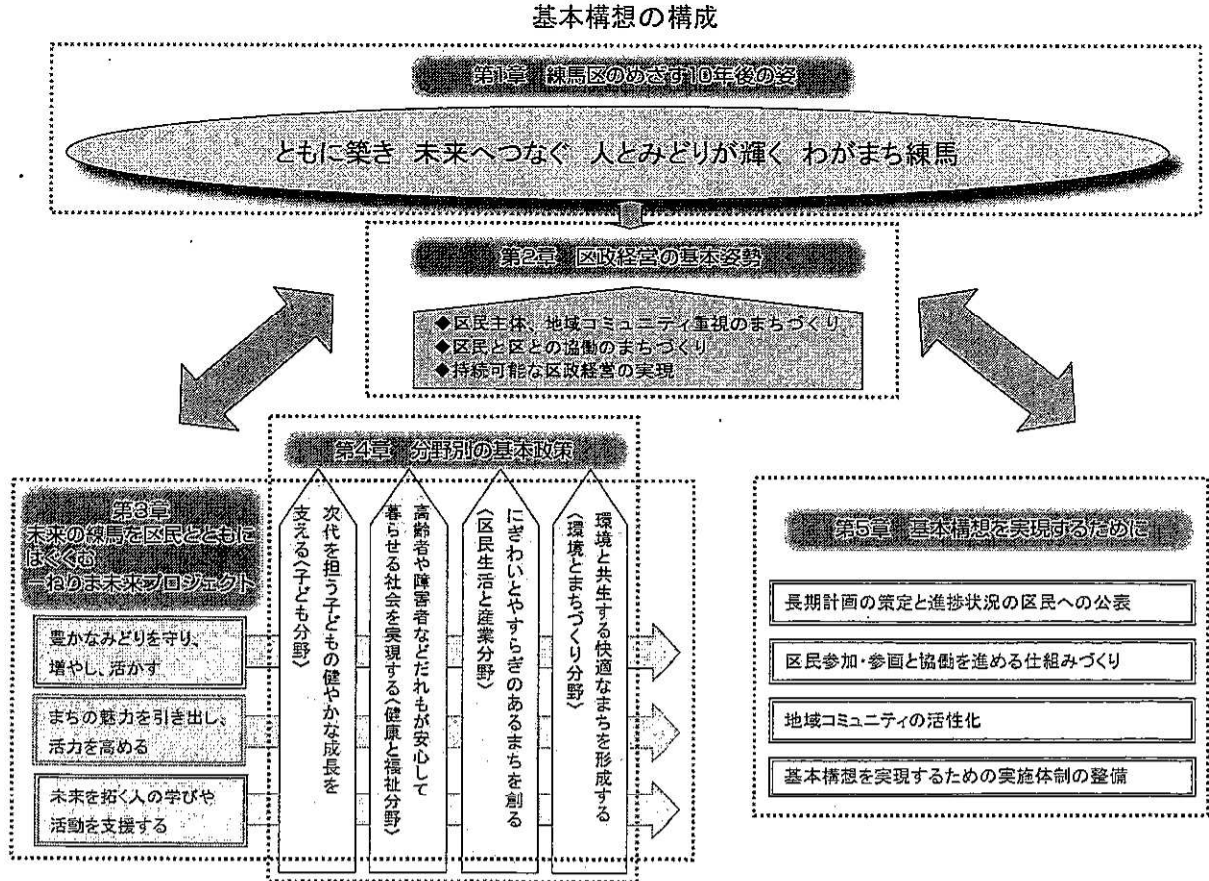 基本構想の構成
第1章 練馬区のめざす10年後の姿
ともに築き 未来へつなぐ 人とみどりが輝く わがまち練馬
第2章 区政経営の基本姿勢
◆区民主体、地域コミュニティ重視のまちづくり
◆区民と区との協働のまちづくり
◆持続可能な区政経営の実現
第3章
未来の練馬を区民とともに
はぐくむ
―ねりま未来プロジェクト
豊かなみどりを守り、
増やし、活かす
まちの魅力を引き出し、
活力を高める
未来を拓く人の学びや
活動を支援する
第4章 分野別の基本政策
次代を担う子どもの健やかな成長を
支える〈子ども分野〉
高齢者や障害者などだれもが安心して
暮らせる社会を実現する〈健康と福祉分野〉
にぎわいとやすらぎのあるまちを創る
〈区民生活と産業分野〉
環境と共生する快適なまちを形成する
〈環境とまちづくり分野〉
第5章 基本構想を実現するために
長期計画の策定と進捗状況の区民への公表
区民参加・参画と協働を進める仕組みづくり
地域コミュニティの活性化
基本構想を実現するための実施体制の整備